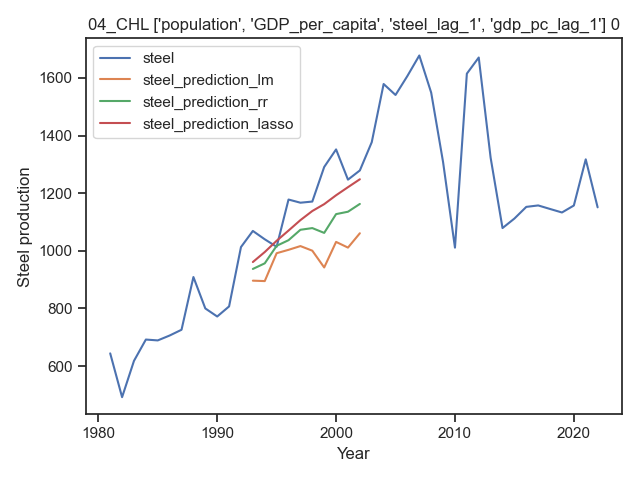 04_CHL ['population', 'GDP_per_capita', 'steel_lag_1', 'gdp_pc_lag_1'] 0
steel
steel_prediction_lm
steel_prediction_rr
steel_prediction_lasso
Steel production
1600
1400
1200
1000
800
600
1980
1990
2000
2010
2020
Year